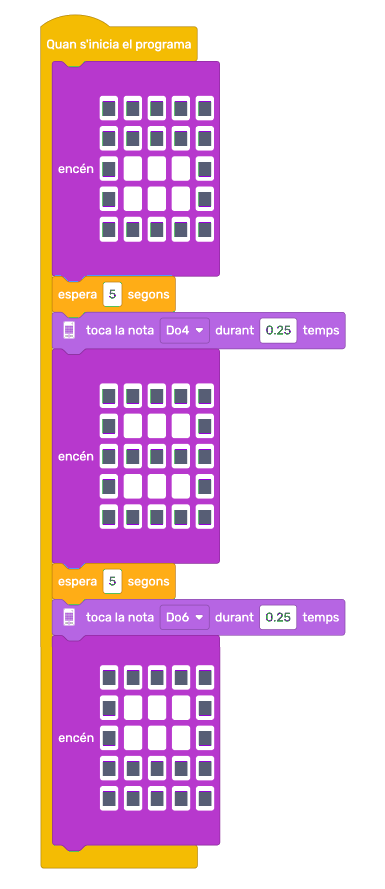 Quan s'inicia el programa
encén
espera 5 segons
toca la nota Do4 durant 0.25 temps
encén
espera 5 segons
toca la nota Do6 durant 0.25 temps
encén